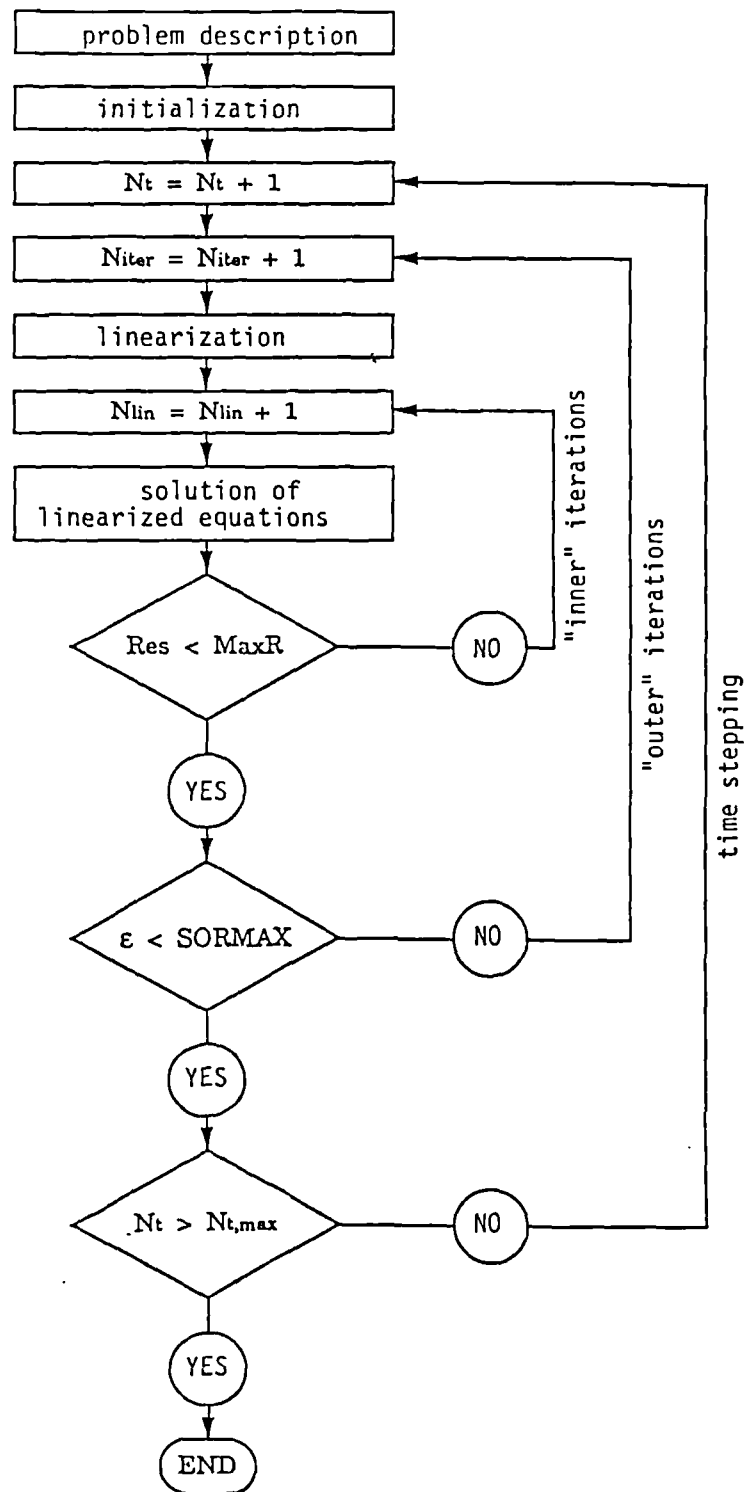 problem description
initialization
Nt = Nt + 1
Niter = Niter + 1
linearization
Nlin = Nlin + 1
solution of
linearized equations
Res < MaxR
NO
"inner" iterations
YES
ε < SORMAX
NO
"outer" iterations
YES
Nt > Nt,max
NO
time stepping
YES
END